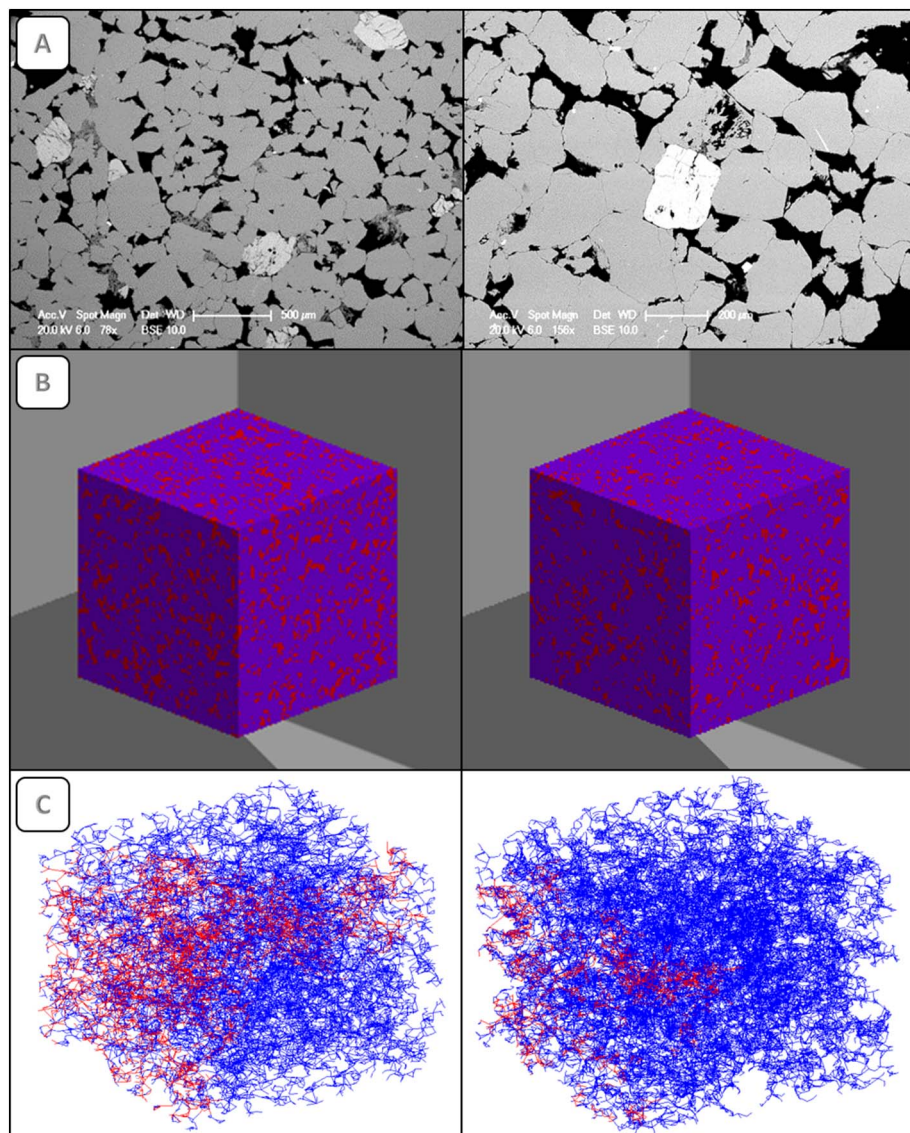 A
Acc.V Spot Magn Det WD 500 µm
20.0 kV 6.0 78x BSE 10.0
Acc.V Spot Magn Det WD 200 µm
20.0 kV 6.0 156x BSE 10.0
B
C